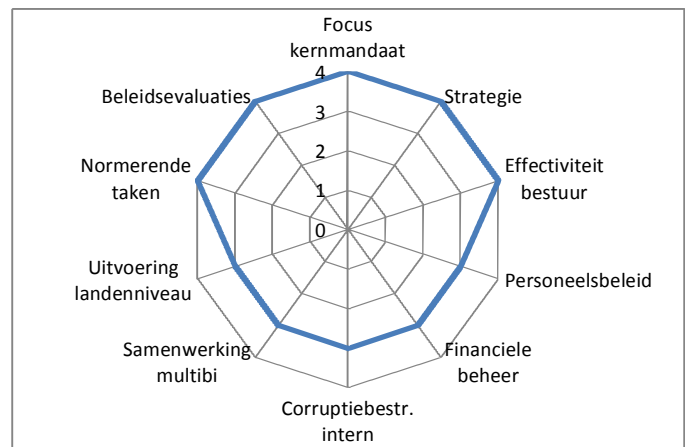 Focus
kernmandaat
4
Beleidsevaluaties
Strategie
3
Normerende
taken
2
Effectiviteit
bestuur
1
0
Uitvoering
landenniveau
Personeelsbeleid
Samenwerking
multibi
Financiele
beheer
Corruptiebestr.
intern